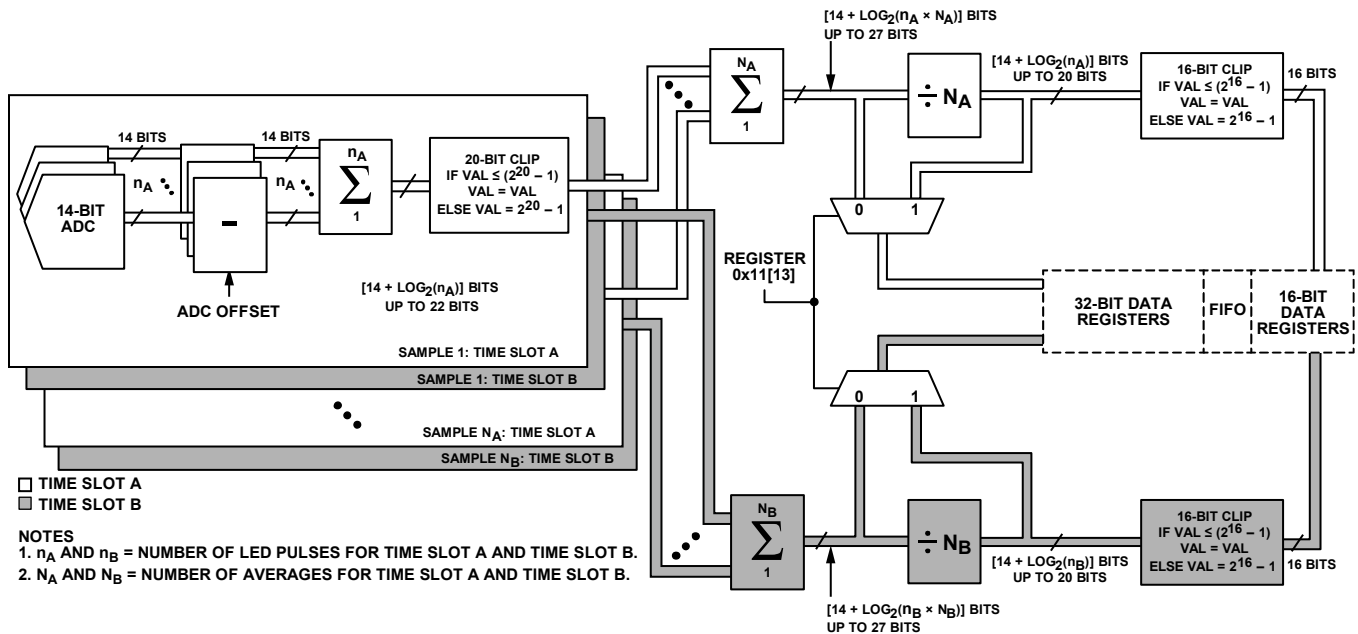 [14 + LOG2(nA × NA)] BITS
UP TO 27 BITS
NA
∑
1
÷ NA
[14 + LOG2(nA)] BITS
UP TO 20 BITS
16-BIT CLIP
IF VAL ≤ (2^16 – 1)
VAL = VAL
ELSE VAL = 2^16 – 1
16 BITS
14 BITS
14 BITS
nA
nA
14-BIT
ADC
–
ADC OFFSET
nA
∑
1
20-BIT CLIP
IF VAL ≤ (2^20 – 1)
VAL = VAL
ELSE VAL = 2^20 – 1
[14 + LOG2(nA)] BITS
UP TO 22 BITS
SAMPLE 1: TIME SLOT A
SAMPLE 1: TIME SLOT B
SAMPLE NA: TIME SLOT A
SAMPLE NB: TIME SLOT B
0 1
REGISTER
0x11[13]
32-BIT DATA
REGISTERS
FIFO
16-BIT
DATA
REGISTERS
0 1
TIME SLOT A
TIME SLOT B
NOTES
1. nA AND nB = NUMBER OF LED PULSES FOR TIME SLOT A AND TIME SLOT B.
2. NA AND NB = NUMBER OF AVERAGES FOR TIME SLOT A AND TIME SLOT B.
NB
∑
1
÷ NB
[14 + LOG2(nB × NB)] BITS
UP TO 27 BITS
[14 + LOG2(nB)] BITS
UP TO 20 BITS
16-BIT CLIP
IF VAL ≤ (2^16 – 1)
VAL = VAL
ELSE VAL = 2^16 – 1
16 BITS